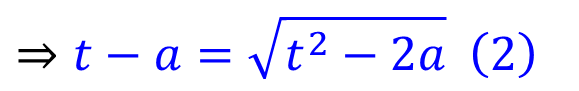 ⇒ t − a = √(t² − 2a) (2)